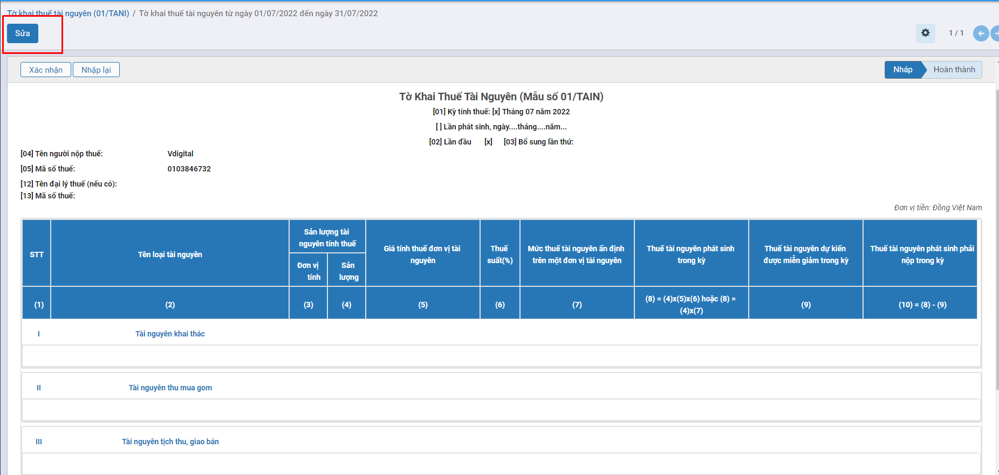 Tờ khai thuế tài nguyên (01/TANI) / Tờ khai thuế tài nguyên từ ngày 01/07/2022 đến ngày 31/07/2022
Sửa
1 / 1
Xác nhận
Nhập lại
Nháp
Hoàn thành
Tờ Khai Thuế Tài Nguyên (Mẫu số 01/TAIN)
[01] Kỳ tính thuế: [x] Tháng 07 năm 2022
[ ] Lần phát sinh, ngày....tháng....năm...
[02] Lần đầu [x] [03] Bổ sung lần thứ:
[04] Tên người nộp thuế: Vdigital
[05] Mã số thuế: 0103846732
[12] Tên đại lý thuế (nếu có):
[13] Mã số thuế:
Đơn vị tiền: Đồng Việt Nam
STT
Tên loại tài nguyên
Sản lượng tài
nguyên tính thuế
Đơn vị
tính
Sản
lượng
Giá tính thuế đơn vị tài
nguyên
Thuế
suất(%)
Mức thuế tài nguyên ấn định
trên một đơn vị tài nguyên
Thuế tài nguyên phát sinh
trong kỳ
Thuế tài nguyên dự kiến
được miễn giảm trong kỳ
Thuế tài nguyên phát sinh phải
nộp trong kỳ
(1)
(2)
(3)
(4)
(5)
(6)
(7)
(8) = (4)x(5)x(6) hoặc (8) =
(4)x(7)
(9)
(10) = (8) - (9)
I Tài nguyên khai thác
II Tài nguyên thu mua gom
III Tài nguyên tịch thu, giao bán